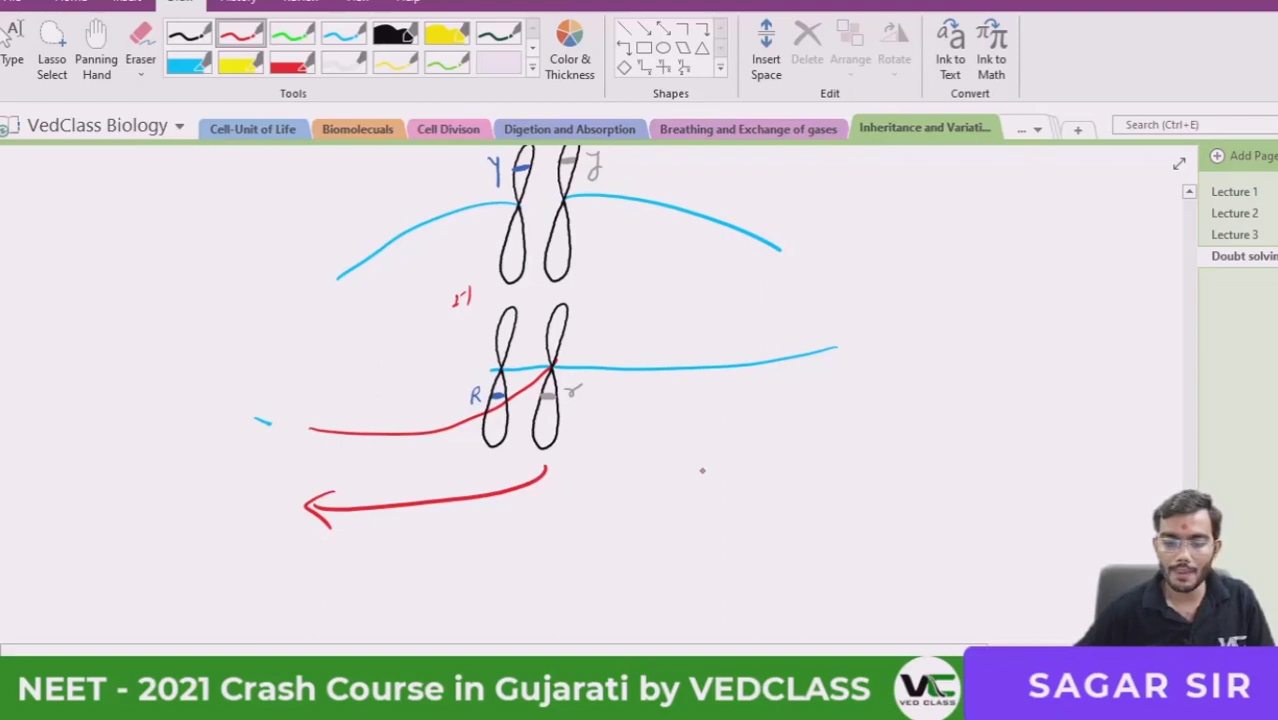 Type
Lasso
Select
Panning
Hand
Eraser
Color &
Thickness
Insert
Space
Delete
Arrange
Rotate
Ink to
Text
Ink to
Math
Tools
Shapes
Edit
Convert
VedClass Biology
Cell-Unit of Life
Biomolecuals
Cell Divison
Digetion and Absorption
Breathing and Exchange of gases
Inheritance and Variati...
...
Search (Ctrl+E)
Add Page
Lecture 1
Lecture 2
Lecture 3
Doubt solvin
Y
y
R
r
NEET - 2021 Crash Course in Gujarati by VEDCLASS
VC
VED CLASS
SAGAR SIR